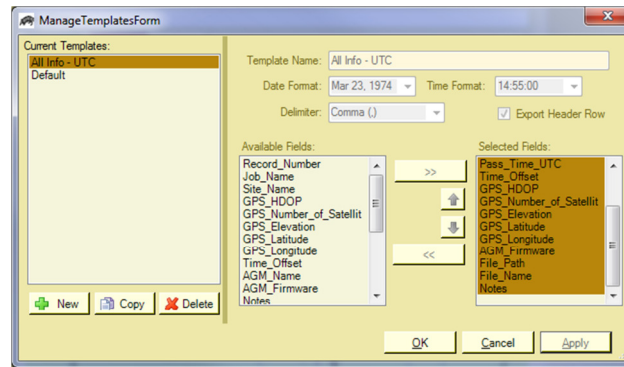 ManageTemplatesForm
Current Templates:
All Info - UTC
Default
New
Copy
Delete
Template Name: All Info - UTC
Date Format: Mar 23, 1974
Time Format: 14:55:00
Delimiter: Comma (,)
Export Header Row
Available Fields:
Record_Number
Job_Name
Site_Name
GPS_HDOP
GPS_Number_of_Satellit
GPS_Elevation
GPS_Latitude
GPS_Longitude
Time_Offset
AGM_Name
AGM_Firmware
Notes
>>
<<
Selected Fields:
Pass_Time_UTC
Time_Offset
GPS_HDOP
GPS_Number_of_Satellit
GPS_Elevation
GPS_Latitude
GPS_Longitude
AGM_Firmware
File_Path
File_Name
Notes
OK
Cancel
Apply